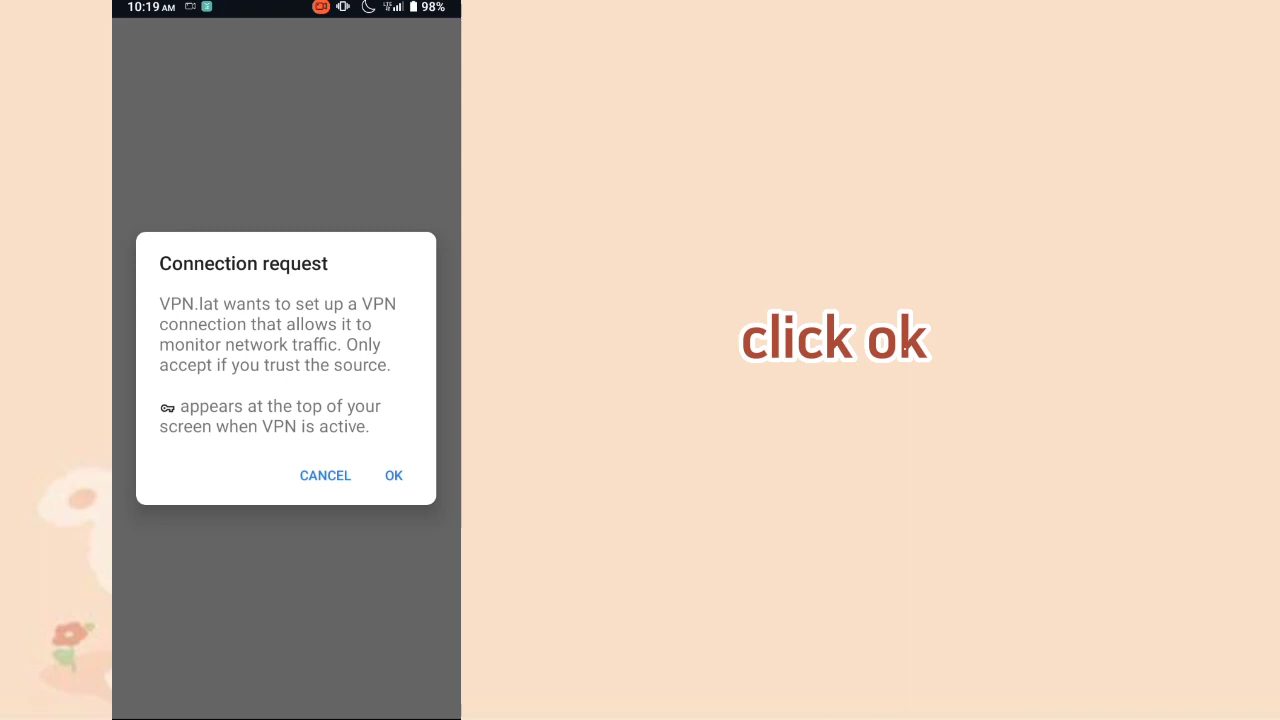 10:19 AM
98%
Connection request
VPN.lat wants to set up a VPN
connection that allows it to
monitor network traffic. Only
accept if you trust the source.
appears at the top of your
screen when VPN is active.
CANCEL OK
click ok